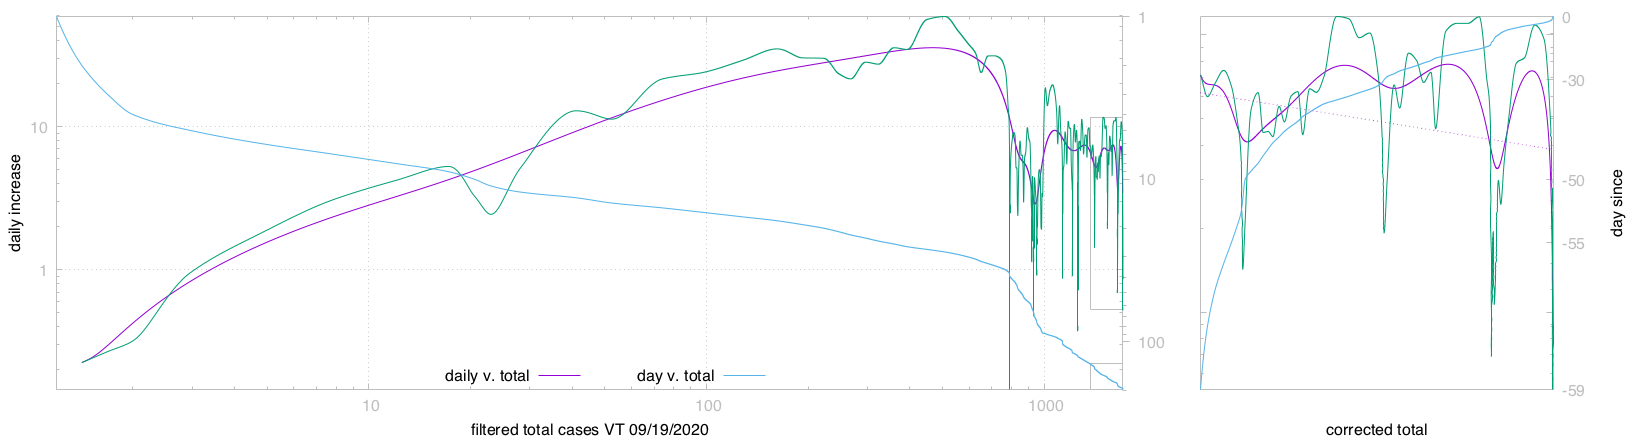 1
0
10
-30
daily increase
10
-50
day since
1
-55
100
daily v. total
day v. total
-59
10
100
1000
filtered total cases VT 09/19/2020
corrected total